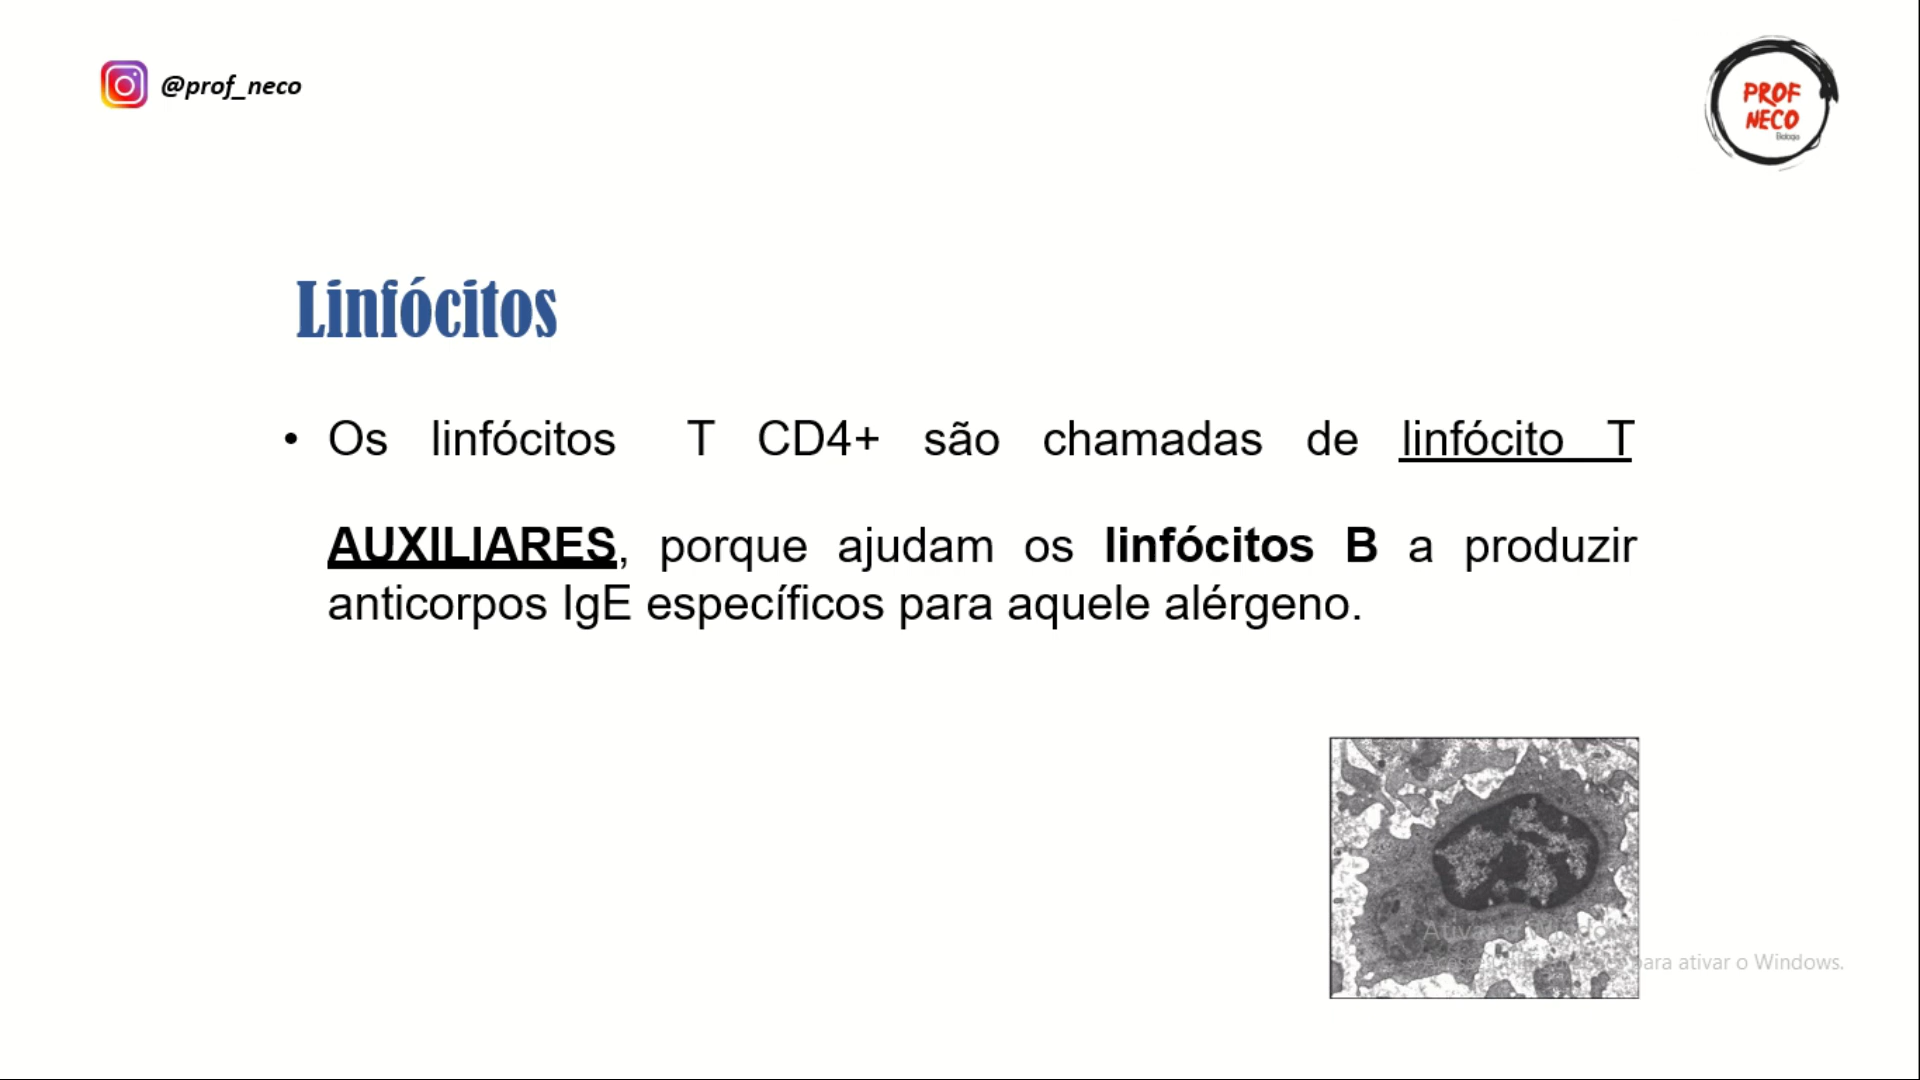 @prof_neco
PROF
NECO
Biologia
Linfócitos
• Os linfócitos T CD4+ são chamadas de linfócito T
AUXILIARES, porque ajudam os linfócitos B a produzir
anticorpos IgE específicos para aquele alérgeno.
para ativar o Windows.